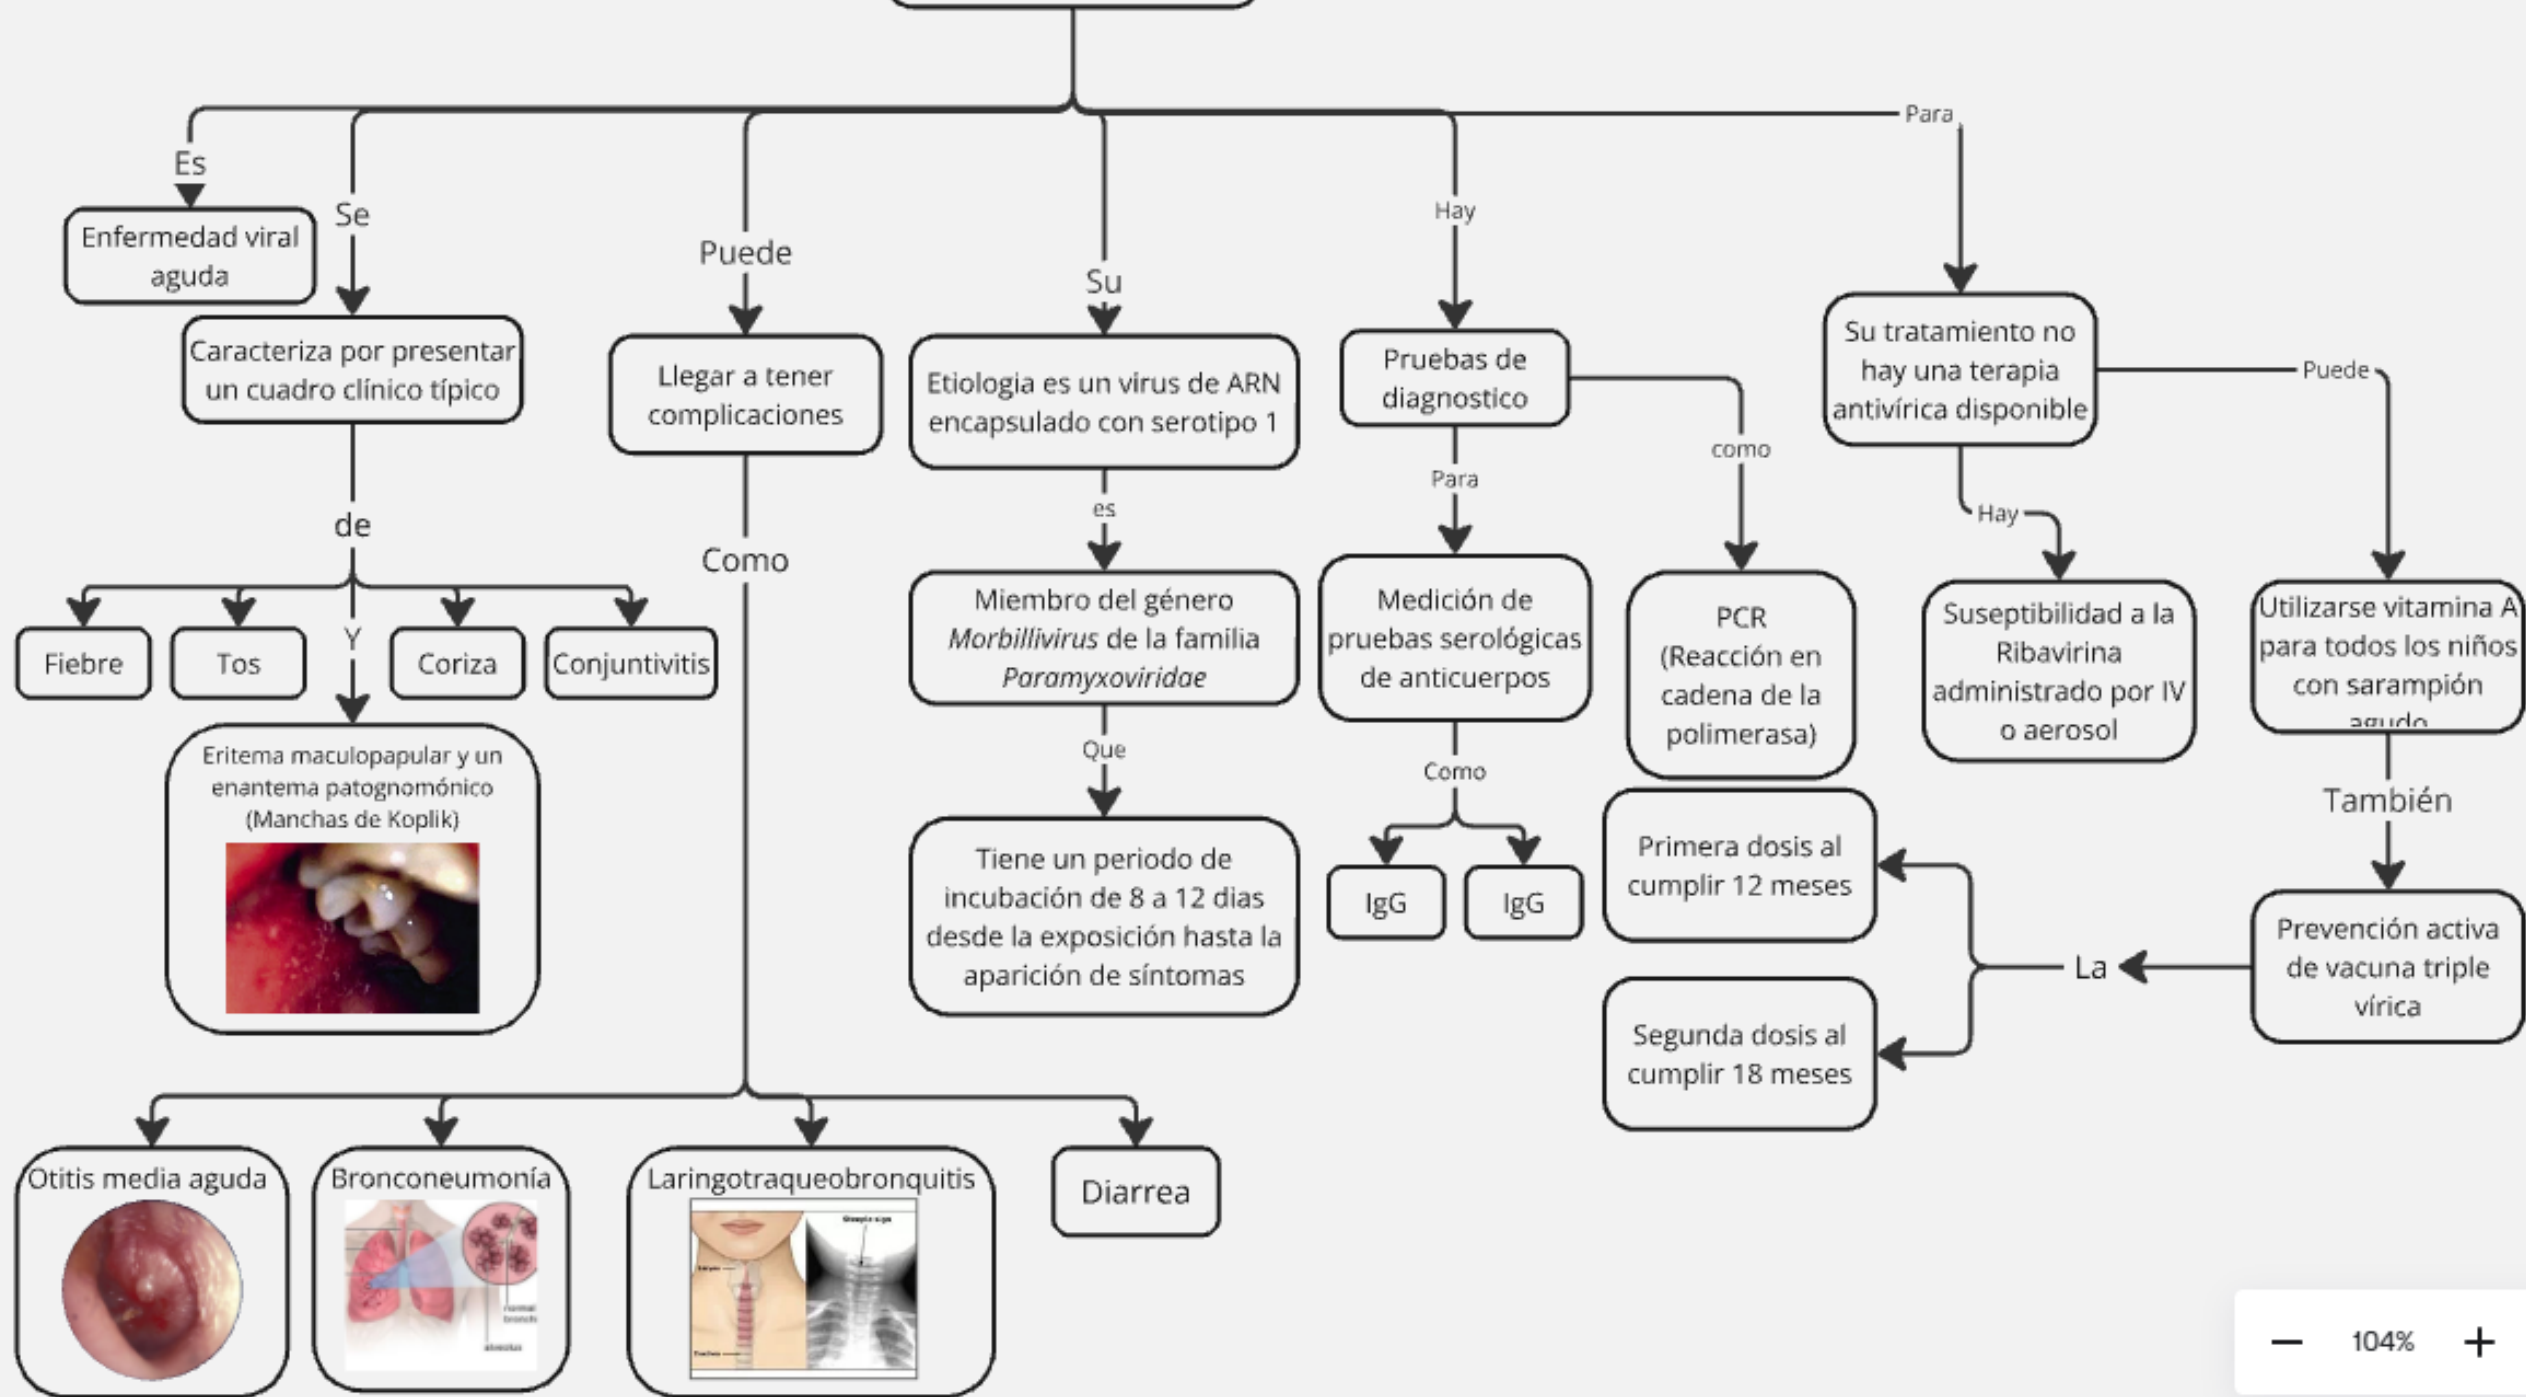 Para
Es
Enfermedad viral
aguda
Se
Caracteriza por presentar
un cuadro clínico típico
de
Fiebre
Tos
Y
Coriza
Conjuntivitis
Eritema maculopapular y un
enantema patognomónico
(Manchas de Koplik)
Puede
Llegar a tener
complicaciones
Como
Otitis media aguda
Bronconeumonía
Laringotraqueobronquitis
Steeple sign
Diarrea
Su
Etiologia es un virus de ARN
encapsulado con serotipo 1
es
Miembro del género
Morbillivirus de la familia
Paramyxoviridae
Que
Tiene un periodo de
incubación de 8 a 12 dias
desde la exposición hasta la
aparición de síntomas
Hay
Pruebas de
diagnostico
Para
Medición de
pruebas serológicas
de anticuerpos
Como
IgG
IgG
como
PCR
(Reacción en
cadena de la
polimerasa)
Su tratamiento no
hay una terapia
antivírica disponible
Hay
Suseptibilidad a la
Ribavirina
administrado por IV
o aerosol
Puede
Utilizarse vitamina A
para todos los niños
con sarampión
agudo
También
Prevención activa
de vacuna triple
vírica
La
Primera dosis al
cumplir 12 meses
Segunda dosis al
cumplir 18 meses
104%